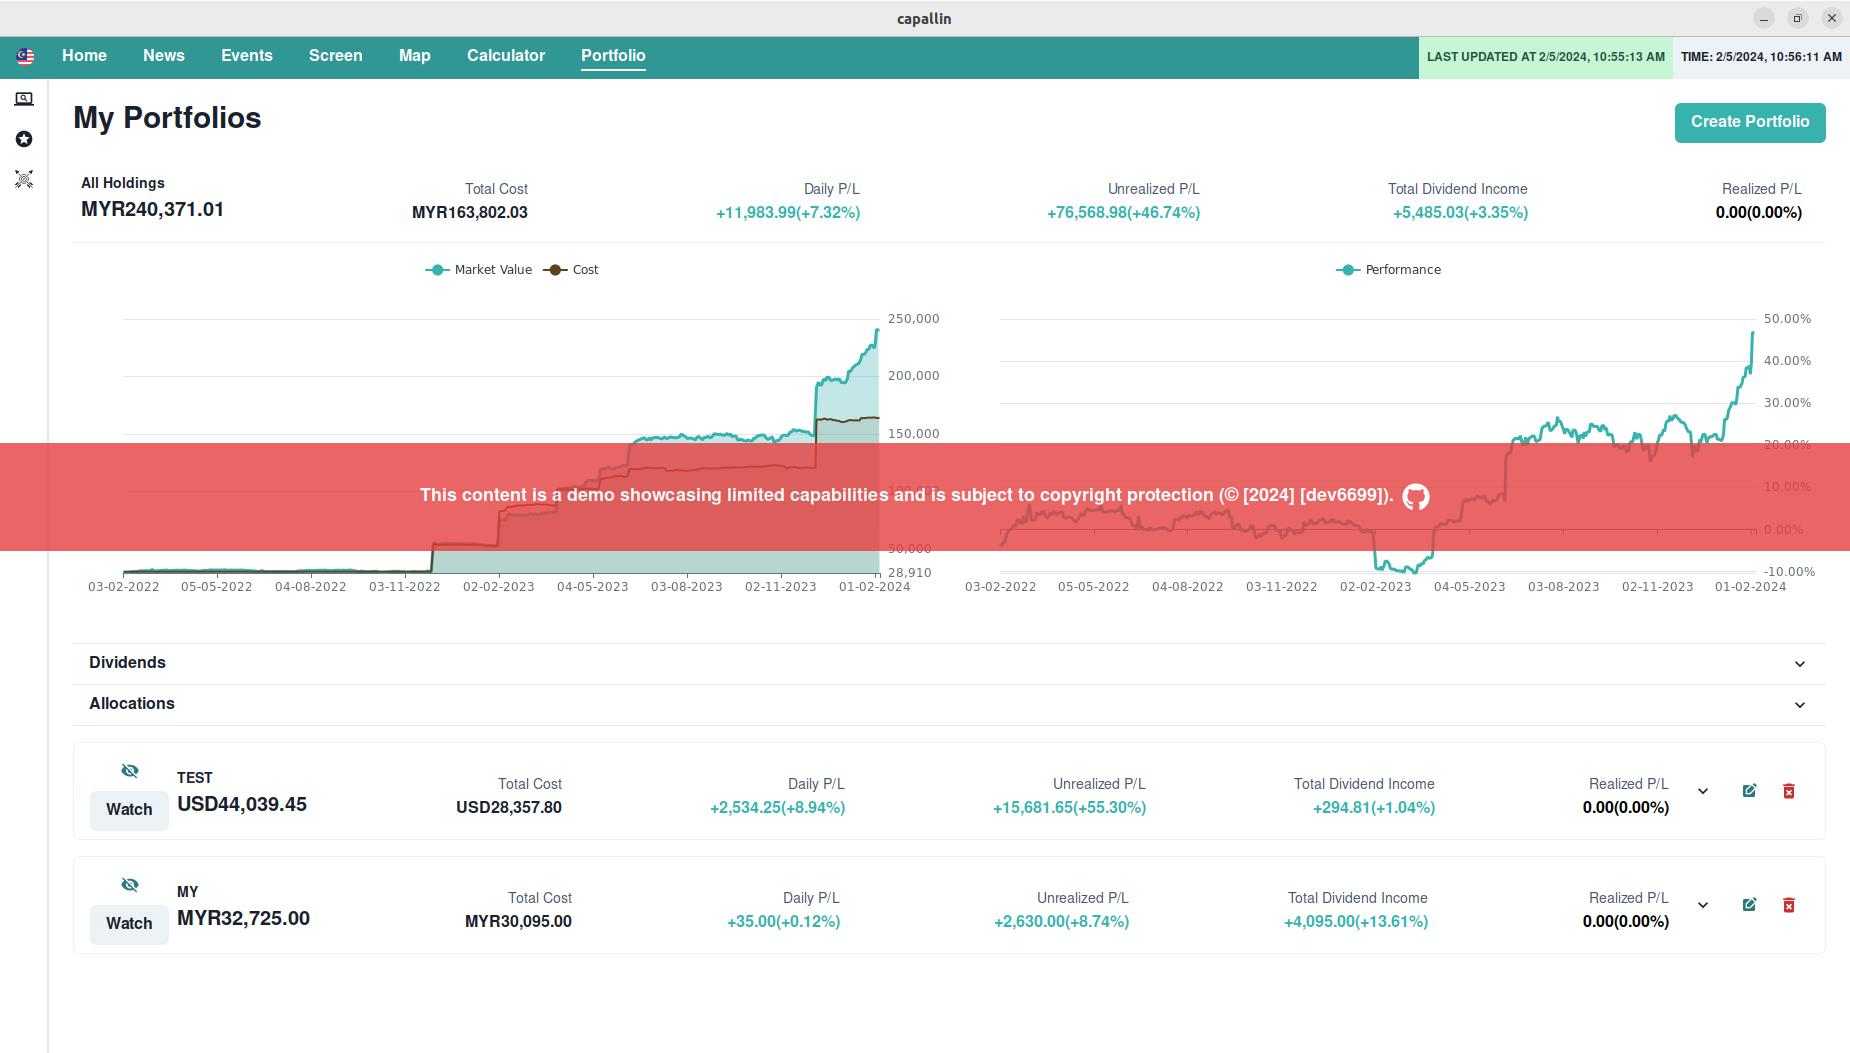 capallin
Home News Events Screen Map Calculator Portfolio LAST UPDATED AT 2/5/2024, 10:55:13 AM TIME: 2/5/2024, 10:56:11 AM
My Portfolios
Create Portfolio
All Holdings
MYR240,371.01
Total Cost
MYR163,802.03
Daily P/L
+11,983.99(+7.32%)
Unrealized P/L
+76,568.98(+46.74%)
Total Dividend Income
+5,485.03(+3.35%)
Realized P/L
0.00(0.00%)
Market Value Cost
250,000
200,000
150,000
100,000
50,000
28,910
03-02-2022 05-05-2022 04-08-2022 03-11-2022 02-02-2023 04-05-2023 03-08-2023 02-11-2023 01-02-2024
Performance
50.00%
40.00%
30.00%
20.00%
10.00%
0.00%
-10.00%
03-02-2022 05-05-2022 04-08-2022 03-11-2022 02-02-2023 04-05-2023 03-08-2023 02-11-2023 01-02-2024
This content is a demo showcasing limited capabilities and is subject to copyright protection (© [2024] [dev6699]).
Dividends
Allocations
Watch
TEST
USD44,039.45
Total Cost
USD28,357.80
Daily P/L
+2,534.25(+8.94%)
Unrealized P/L
+15,681.65(+55.30%)
Total Dividend Income
+294.81(+1.04%)
Realized P/L
0.00(0.00%)
Watch
MY
MYR32,725.00
Total Cost
MYR30,095.00
Daily P/L
+35.00(+0.12%)
Unrealized P/L
+2,630.00(+8.74%)
Total Dividend Income
+4,095.00(+13.61%)
Realized P/L
0.00(0.00%)